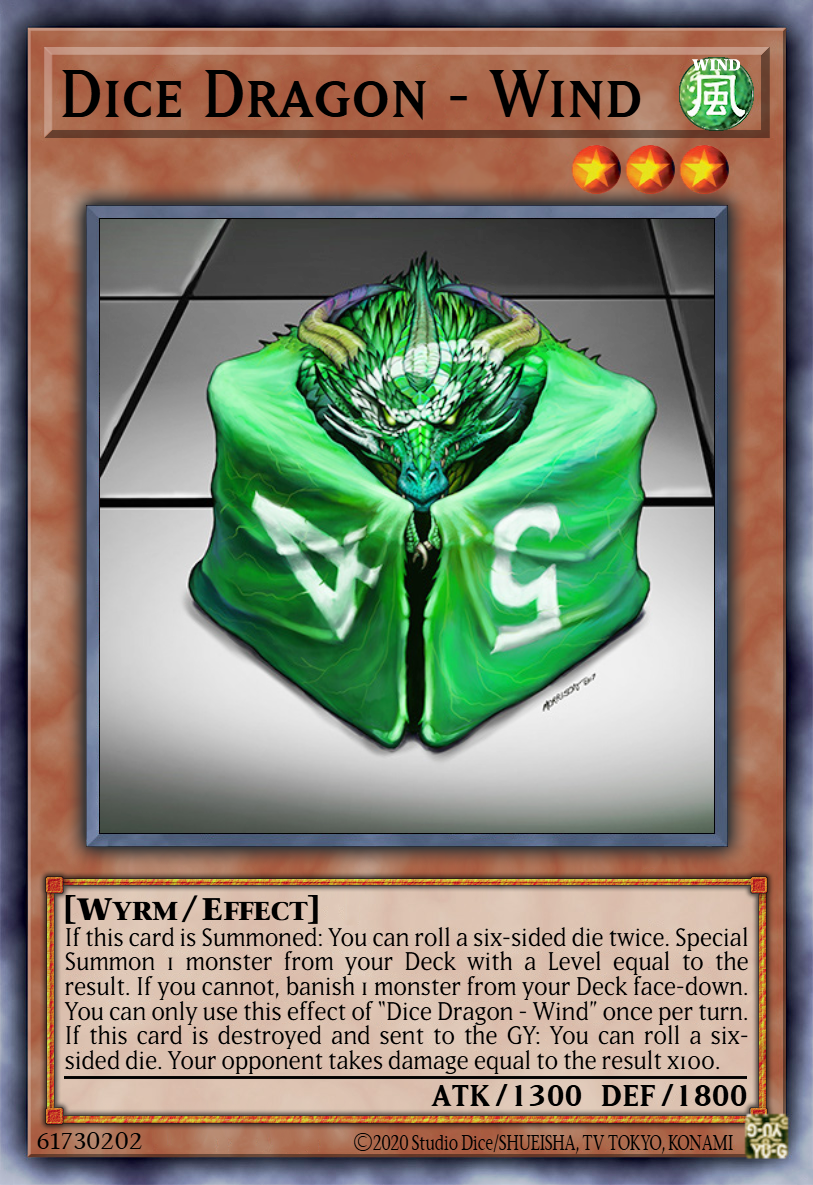 Dice Dragon - Wind
WIND
風
4
5
[Wyrm/Effect]
If this card is Summoned: You can roll a six-sided die twice. Special
Summon 1 monster from your Deck with a Level equal to the
result. If you cannot, banish 1 monster from your Deck face-down.
You can only use this effect of "Dice Dragon - Wind" once per turn.
If this card is destroyed and sent to the GY: You can roll a six-
sided die. Your opponent takes damage equal to the result x100.
ATK/1300 DEF/1800
61730202
©2020 Studio Dice/SHUEISHA, TV TOKYO, KONAMI